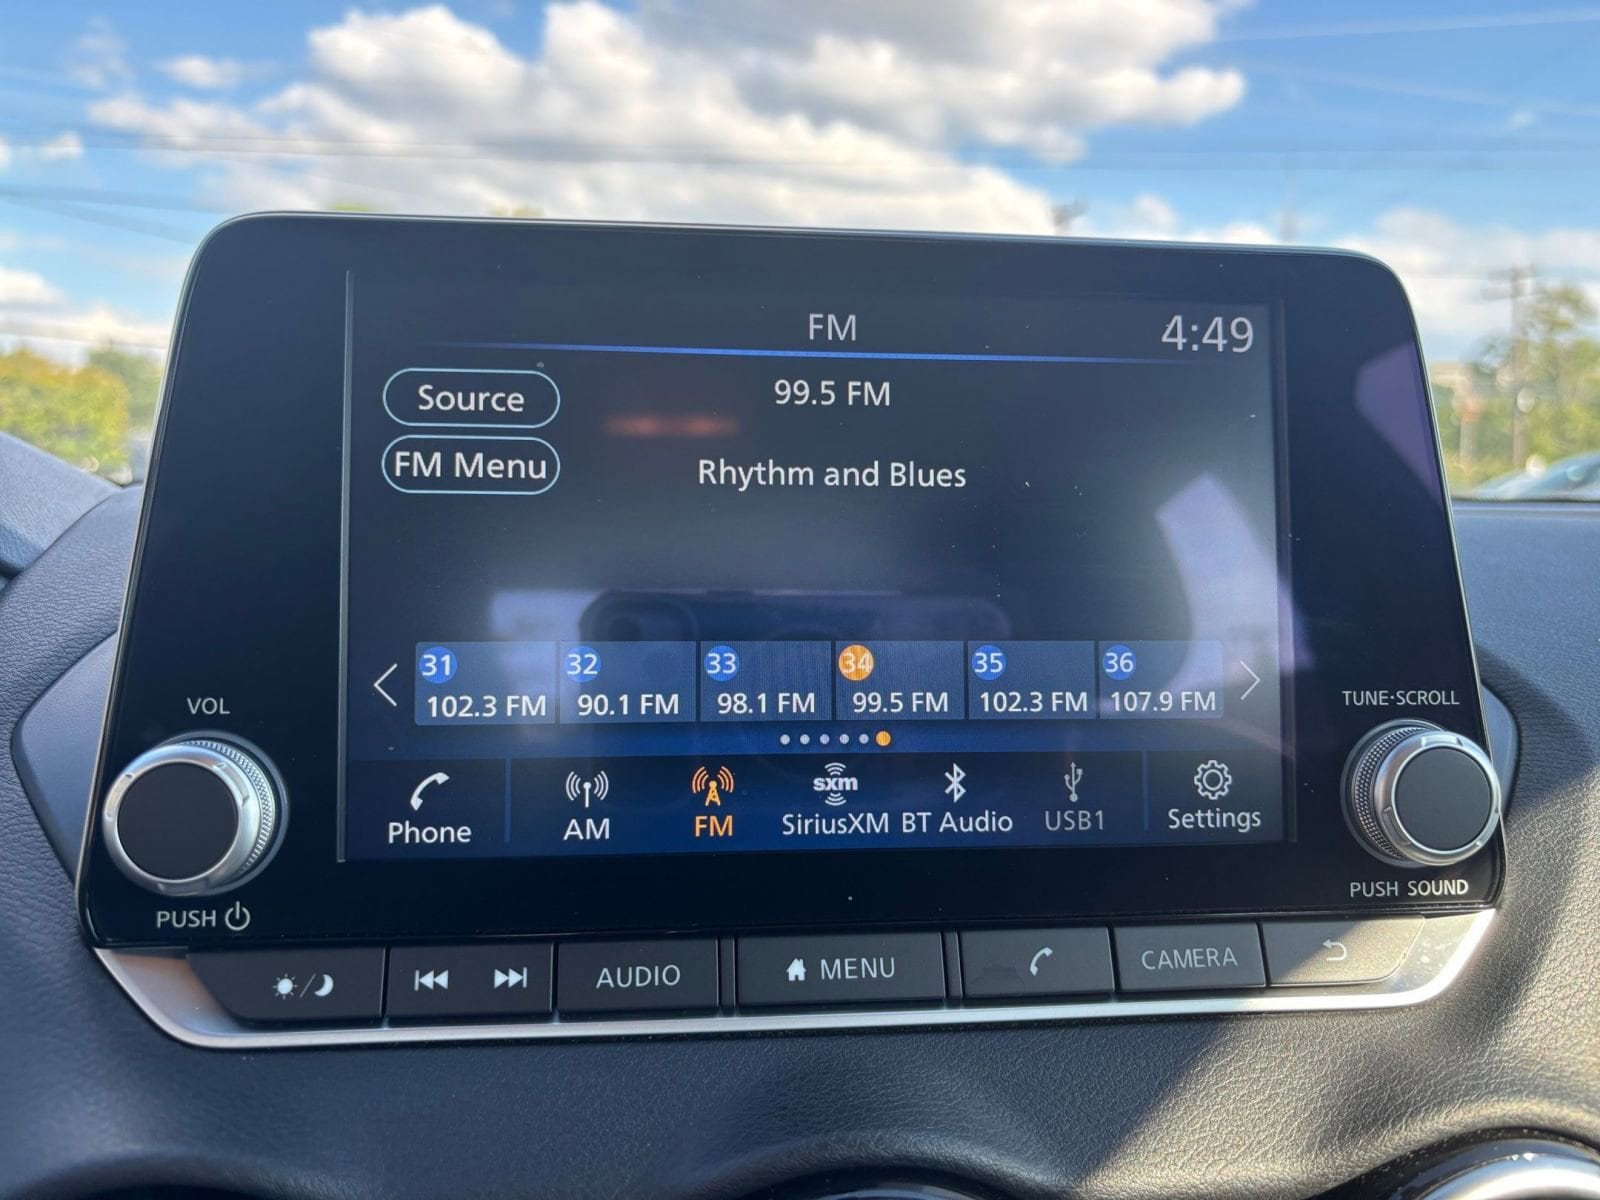 FM
4:49
Source
99.5 FM
FM Menu
Rhythm and Blues
31 32 33 34 35 36
102.3 FM 90.1 FM 98.1 FM 99.5 FM 102.3 FM 107.9 FM
VOL
TUNE·SCROLL
sxm
Phone AM FM SiriusXM BT Audio USB1 Settings
PUSH
PUSH SOUND
AUDIO MENU CAMERA